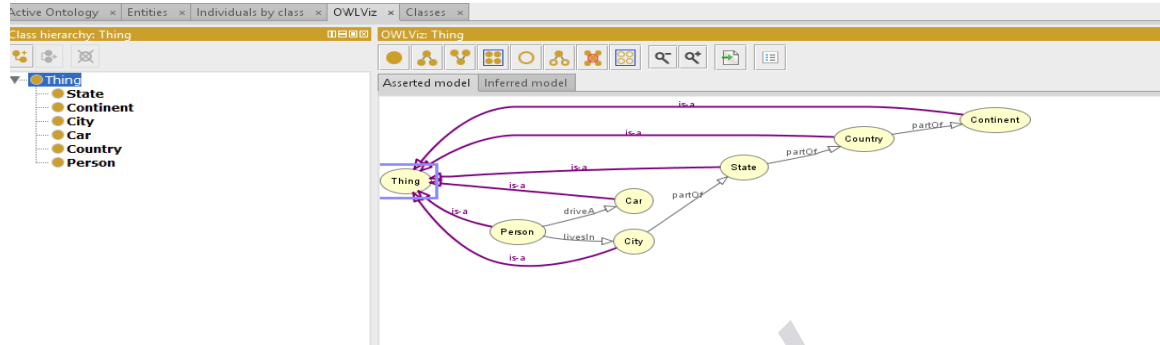 Active Ontology × Entities × Individuals by class × OWLViz × Classes ×
Class hierarchy: Thing
OWLViz: Thing
Asserted model Inferred model
Thing
State
Continent
City
Car
Country
Person
is-a
Continent
partOf
is-a
Country
partOf
is-a
State
Thing
is-a
Car
partOf
is-a
driveA
Person
livesIn
City
is-a